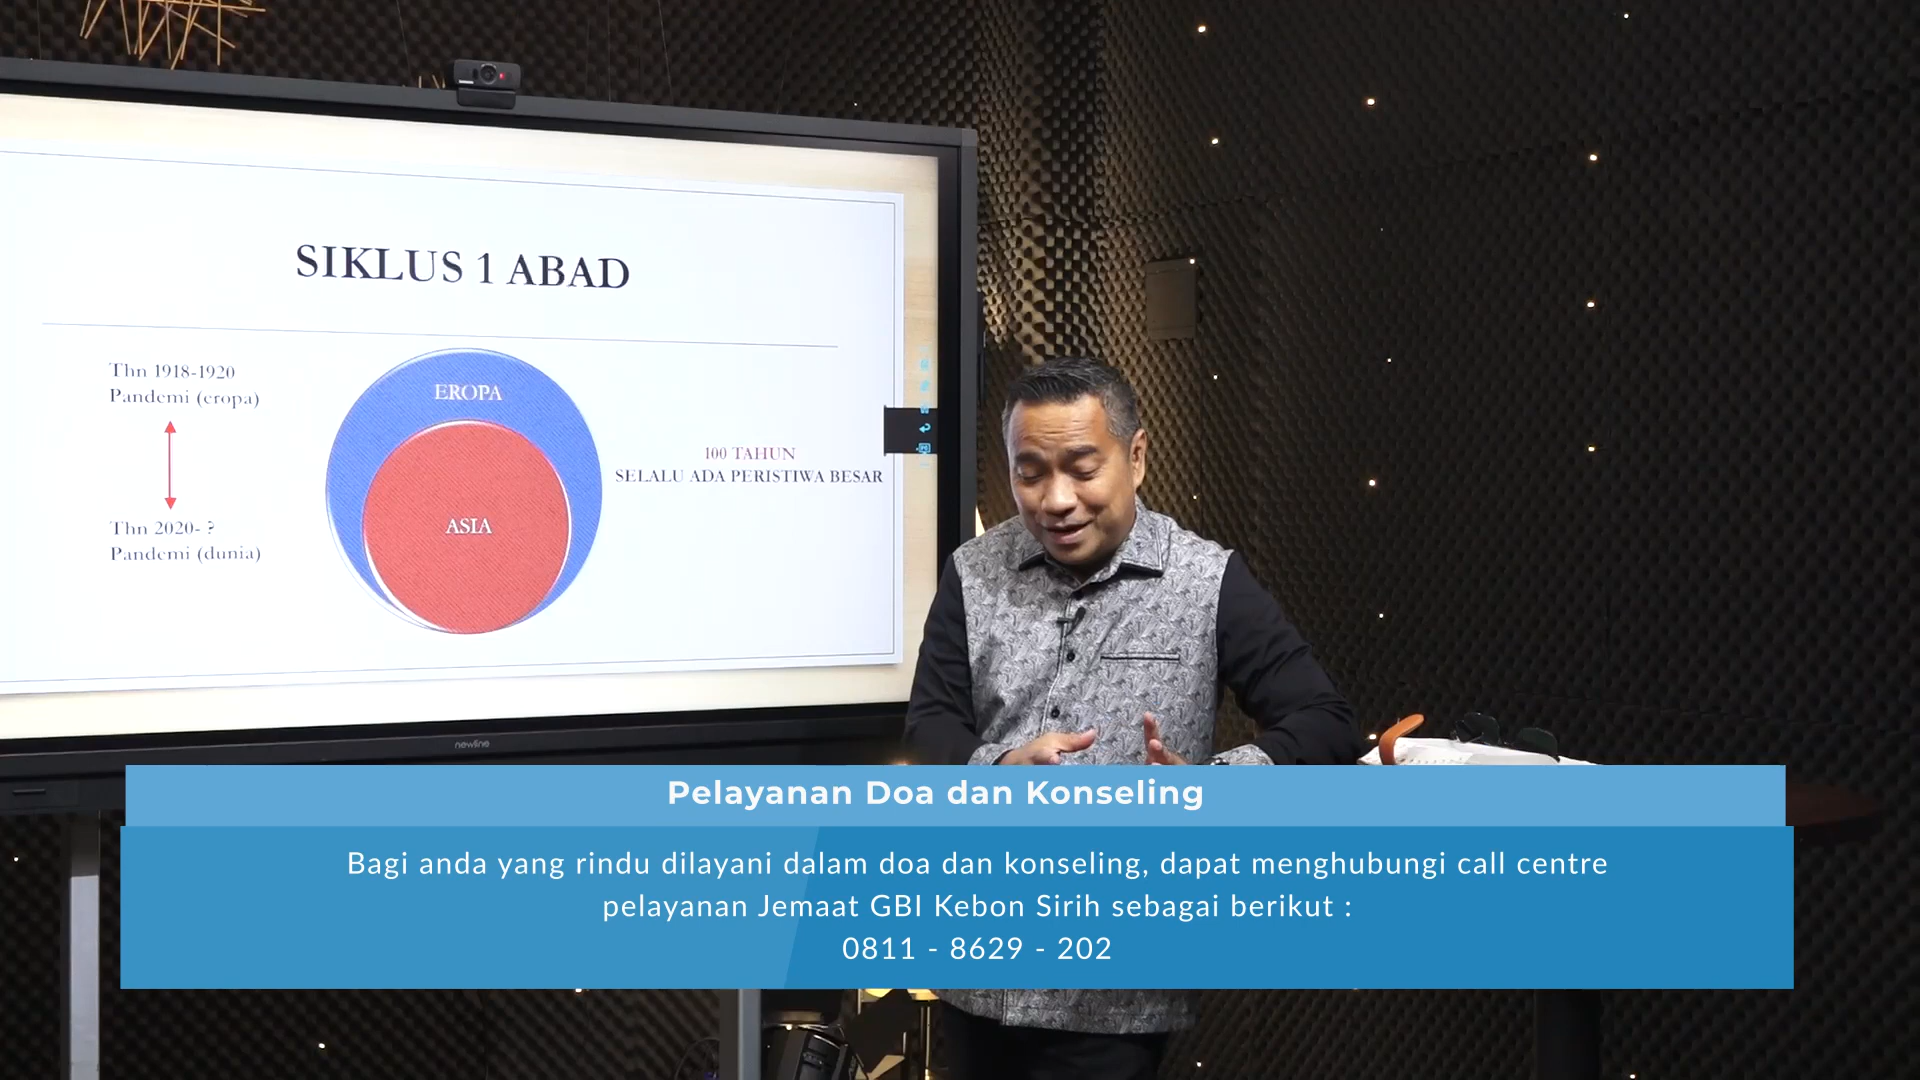 SIKLUS 1 ABAD
Thn 1918-1920
Pandemi (eropa)
EROPA
100 TAHUN
SELALU ADA PERISTIWA BESAR
ASIA
Thn 2020- ?
Pandemi (dunia)
newline
Pelayanan Doa dan Konseling
Bagi anda yang rindu dilayani dalam doa dan konseling, dapat menghubungi call centre
pelayanan Jemaat GBI Kebon Sirih sebagai berikut :
0811 - 8629 - 202